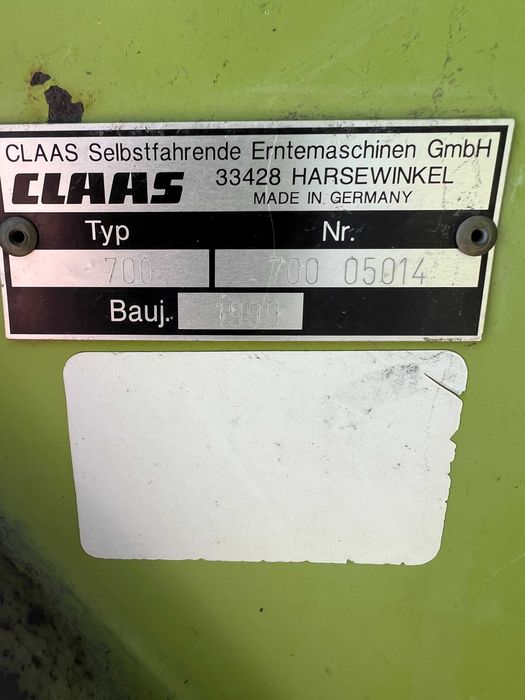 CLAAS Selbstfahrende Erntemaschinen GmbH
CLAAS 33428 HARSEWINKEL
MADE IN GERMANY
Typ Nr.
700 700 05014
Bauj. 1999